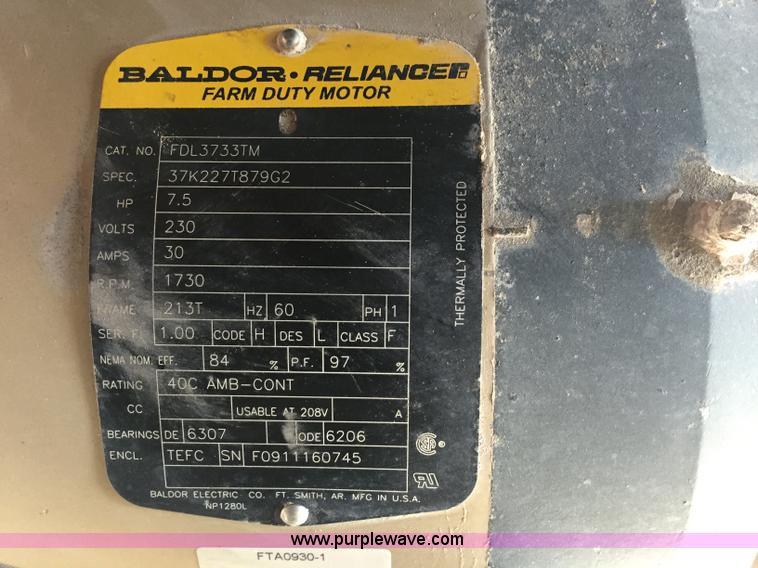 BALDOR • RELIANCER
FARM DUTY MOTOR
CAT. NO. FDL3733TM
SPEC. 37K227T879G2
HP 7.5
VOLTS 230
AMPS 30
R.P.M. 1730
FRAME 213T HZ 60 PH 1
SER. F. 1.00 CODE H DES L CLASS F
NEMA NOM. EFF. 84 % P.F. 97 %
RATING 40C AMB-CONT
CC USABLE AT 208V A
BEARINGS DE 6307 ODE 6206
ENCL. TEFC SN F0911160745
THERMALLY PROTECTED
BALDOR ELECTRIC CO. FT. SMITH, AR. MFG IN U.S.A.
NP1280L
www.purplewave.com
FTA0930-1